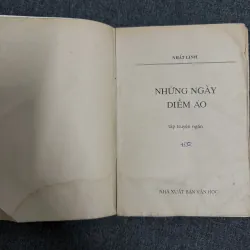 NHẤT LINH
NHỮNG NGÀY
DIỄM ẢO
tập truyện ngắn
NHÀ XUẤT BẢN VĂN HỌC